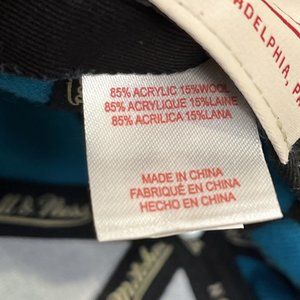 ADELPHIA, P
85% ACRYLIC 15%WOOL
85% ACRYLIQUE 15%LAINE
85% ACRILICA 15%LANA
MADE IN CHINA
FABRIQUÉ EN CHINA
HECHO EN CHINA